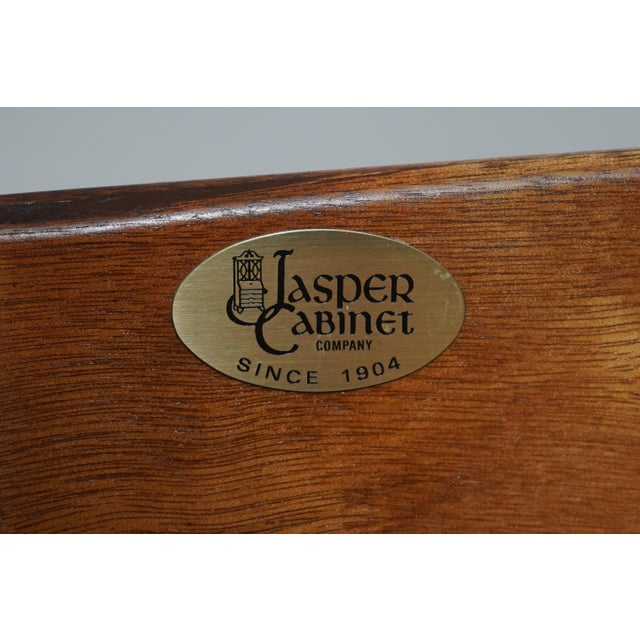 Jasper
Cabinet
COMPANY
SINCE 1904